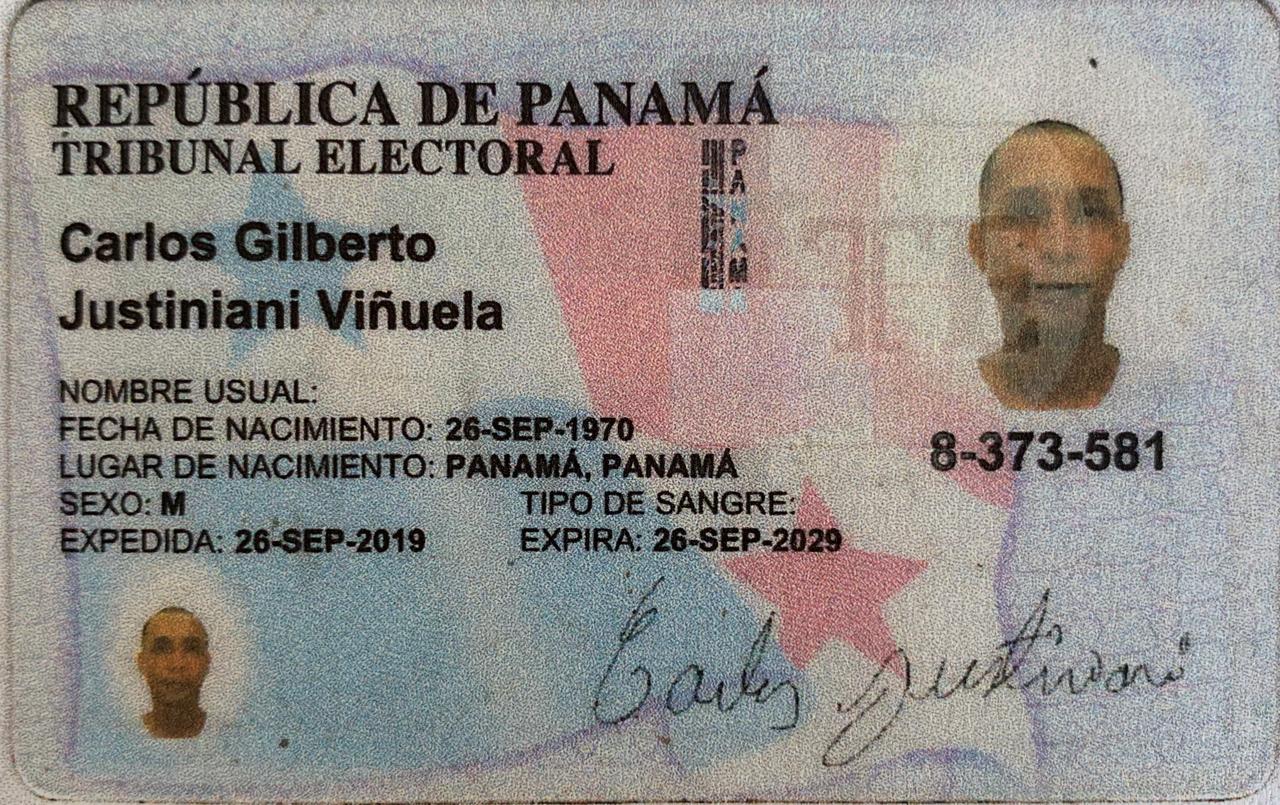 REPÚBLICA DE PANAMÁ
TRIBUNAL ELECTORAL
PANAMÁ
Carlos Gilberto
Justiniani Viñuela
NOMBRE USUAL:
FECHA DE NACIMIENTO: 26-SEP-1970
LUGAR DE NACIMIENTO: PANAMÁ, PANAMÁ
SEXO: M TIPO DE SANGRE:
EXPEDIDA: 26-SEP-2019 EXPIRA: 26-SEP-2029
8-373-581
Carlos Justiniani